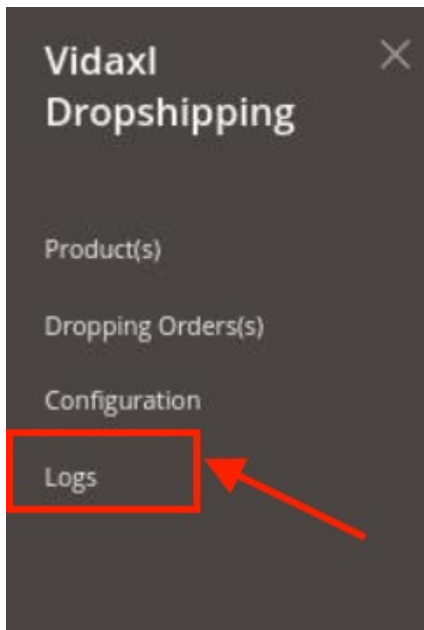 Vidaxl
Dropshipping
Product(s)
Dropping Orders(s)
Configuration
Logs